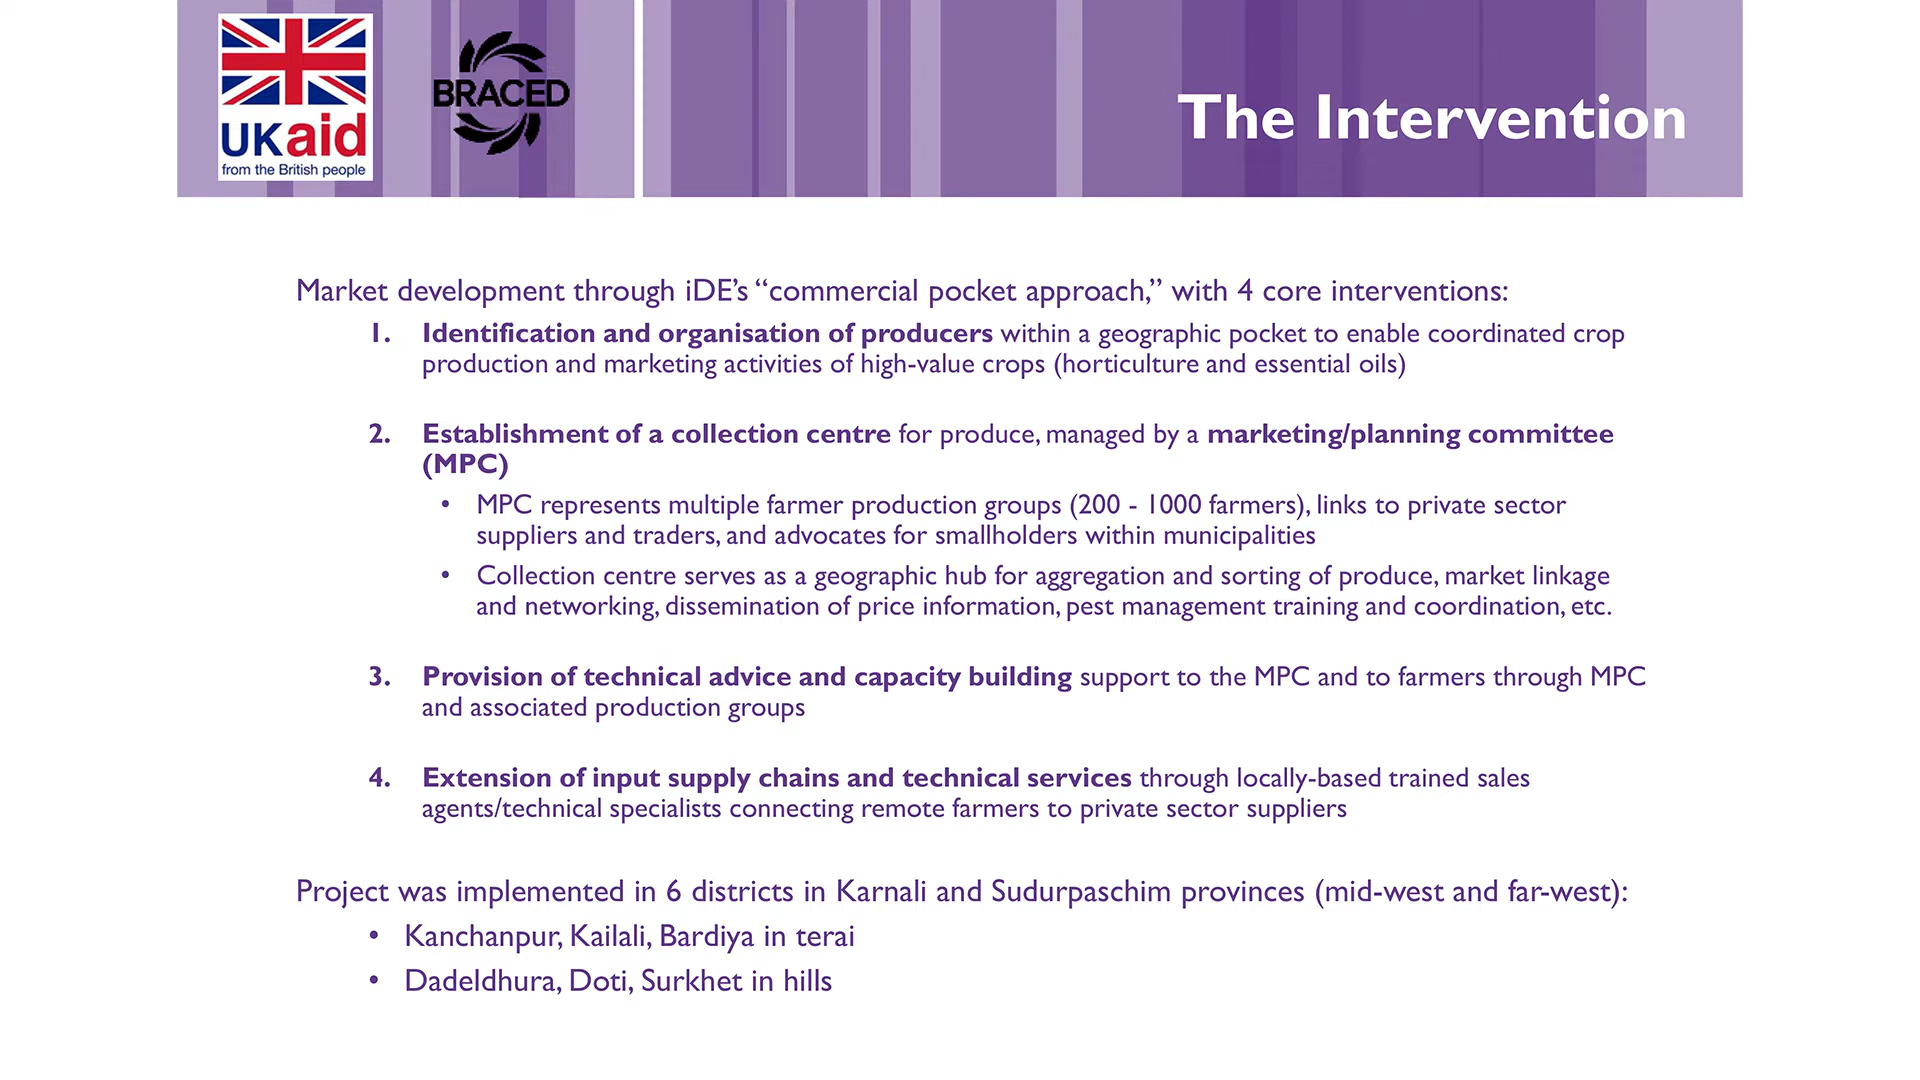 UKaid
from the British people
BRACED
The Intervention
Market development through iDE’s “commercial pocket approach,” with 4 core interventions:
1. Identification and organisation of producers within a geographic pocket to enable coordinated crop
production and marketing activities of high-value crops (horticulture and essential oils)
2. Establishment of a collection centre for produce, managed by a marketing/planning committee
(MPC)
• MPC represents multiple farmer production groups (200 - 1000 farmers), links to private sector
suppliers and traders, and advocates for smallholders within municipalities
• Collection centre serves as a geographic hub for aggregation and sorting of produce, market linkage
and networking, dissemination of price information, pest management training and coordination, etc.
3. Provision of technical advice and capacity building support to the MPC and to farmers through MPC
and associated production groups
4. Extension of input supply chains and technical services through locally-based trained sales
agents/technical specialists connecting remote farmers to private sector suppliers
Project was implemented in 6 districts in Karnali and Sudurpaschim provinces (mid-west and far-west):
• Kanchanpur, Kailali, Bardiya in terai
• Dadeldhura, Doti, Surkhet in hills